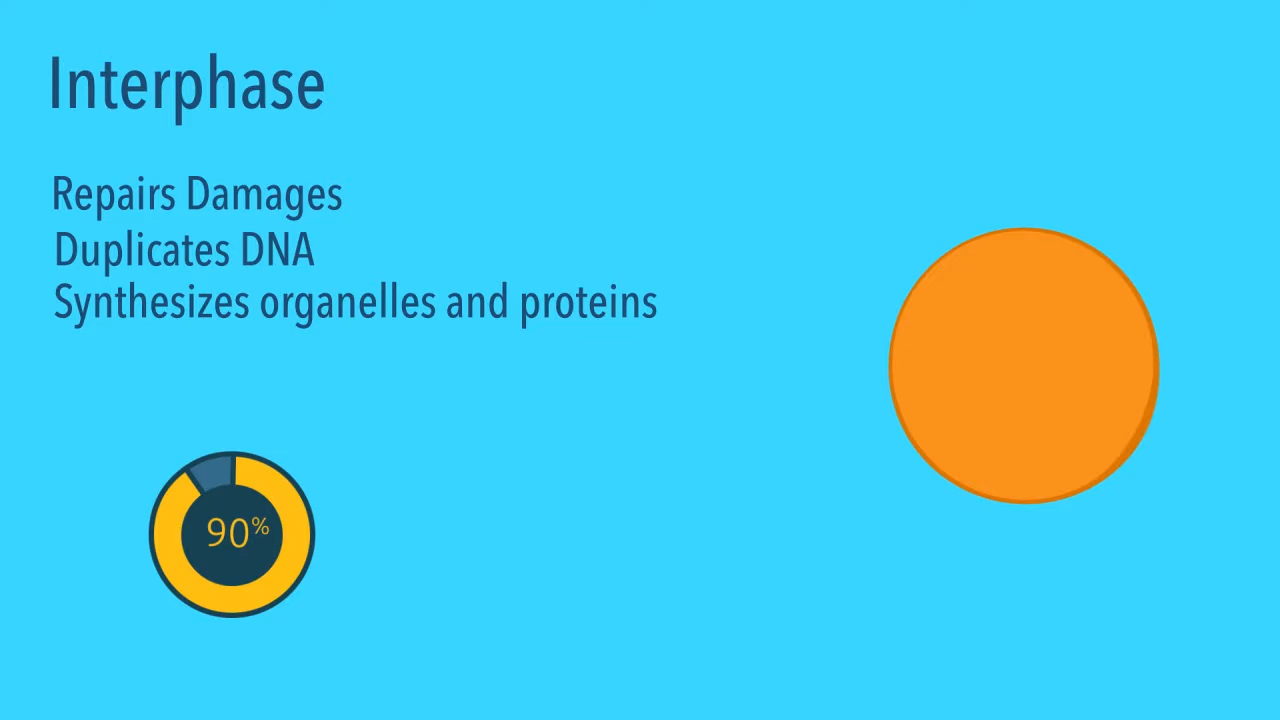 Interphase
Repairs Damages
Duplicates DNA
Synthesizes organelles and proteins
90%